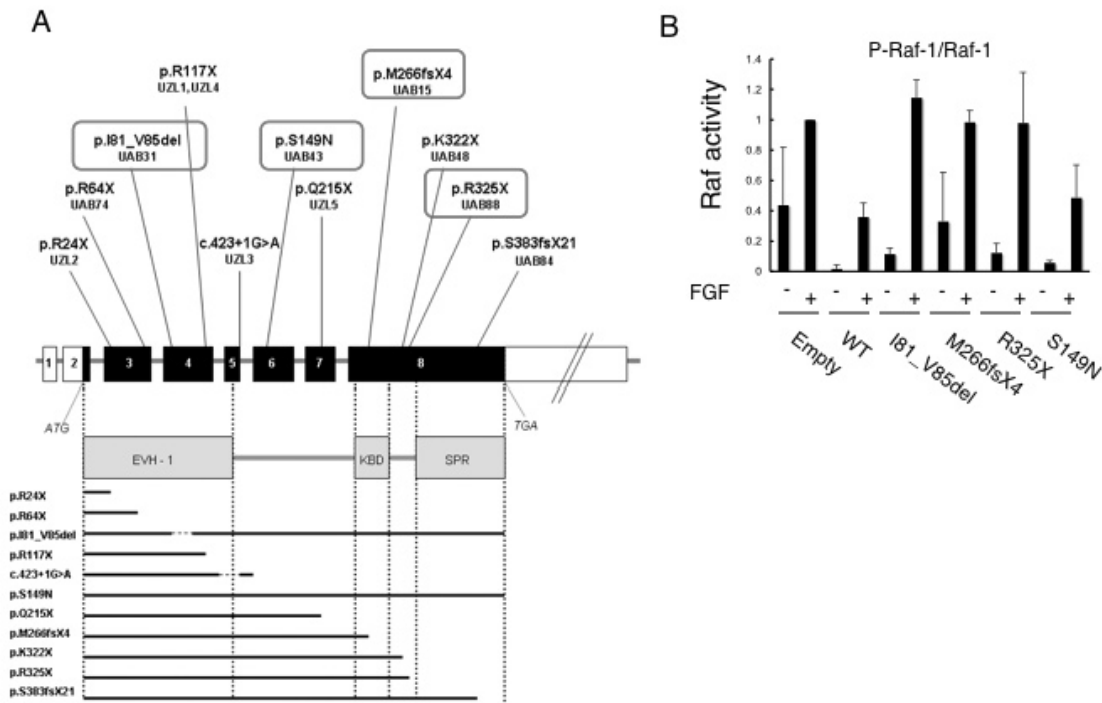 A
p.R117X
UZL1,UZL4
p.M266fsX4
UAB15
p.I81_V85del
UAB31
p.S149N
UAB43
p.K322X
UAB48
p.R64X
UAB74
p.Q215X
UZL5
p.R325X
UAB88
p.R24X
UZL2
c.423+1G>A
UZL3
p.S383fsX21
UAB84
1 2 3 4 5 6 7 8
ATG
TGA
EVH - 1 KBD SPR
p.R24X
p.R64X
p.I81_V85del
p.R117X
c.423+1G>A
p.S149N
p.Q215X
p.M266fsX4
p.K322X
p.R325X
p.S383fsX21
B
P-Raf-1/Raf-1
Raf activity
1.4
1.2
1
0.8
0.6
0.4
0.2
0
FGF - + - + - + - + - + - +
Empty
WT
I81_V85del
M266fsX4
R325X
S149N